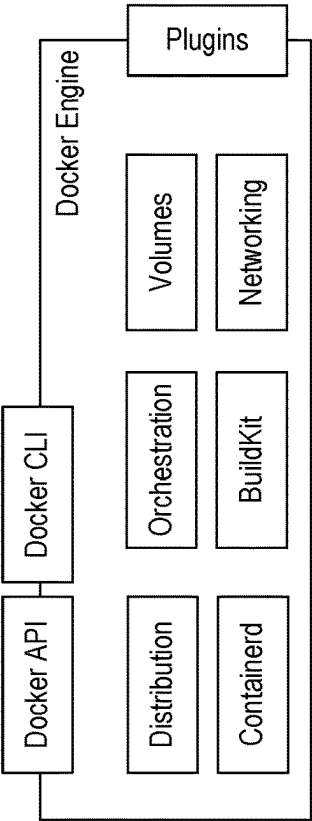 Docker API
Docker CLI
Docker Engine
Distribution
Orchestration
Volumes
Plugins
Containerd
BuildKit
Networking